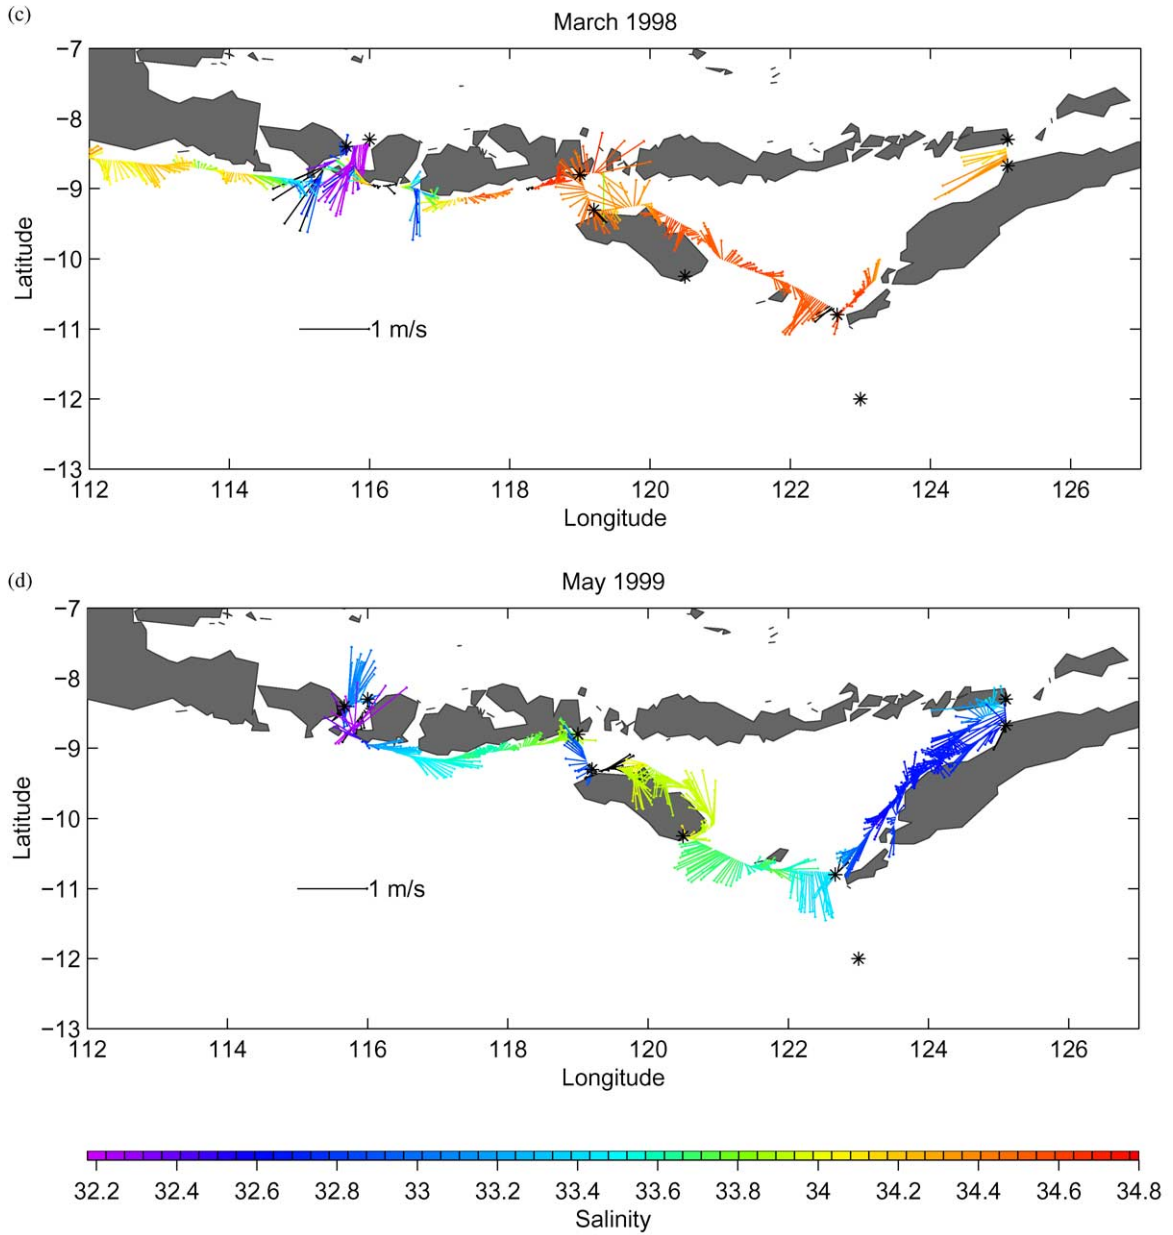 (c)
March 1998
−7
−8
−9
−10
−11
−12
−13
Latitude
1 m/s
112 114 116 118 120 122 124 126
Longitude
(d)
May 1999
−7
−8
−9
−10
−11
−12
−13
Latitude
1 m/s
112 114 116 118 120 122 124 126
Longitude
32.2 32.4 32.6 32.8 33 33.2 33.4 33.6 33.8 34 34.2 34.4 34.6 34.8
Salinity